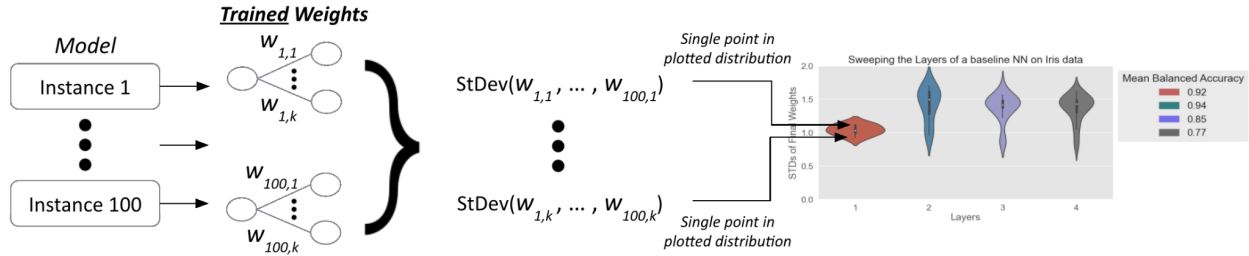 Trained Weights
Model
Instance 1
Instance 100
w1,1
w1,k
w100,1
w100,k
StDev(w1,1, ... , w100,1)
StDev(w1,k, ... , w100,k)
Single point in
plotted distribution
Single point in
plotted distribution
Sweeping the Layers of a baseline NN on Iris data
STDs of Final Weights
2.0
1.5
1.0
0.5
0.0
1
2
3
4
Layers
Mean Balanced Accuracy
0.92
0.94
0.85
0.77